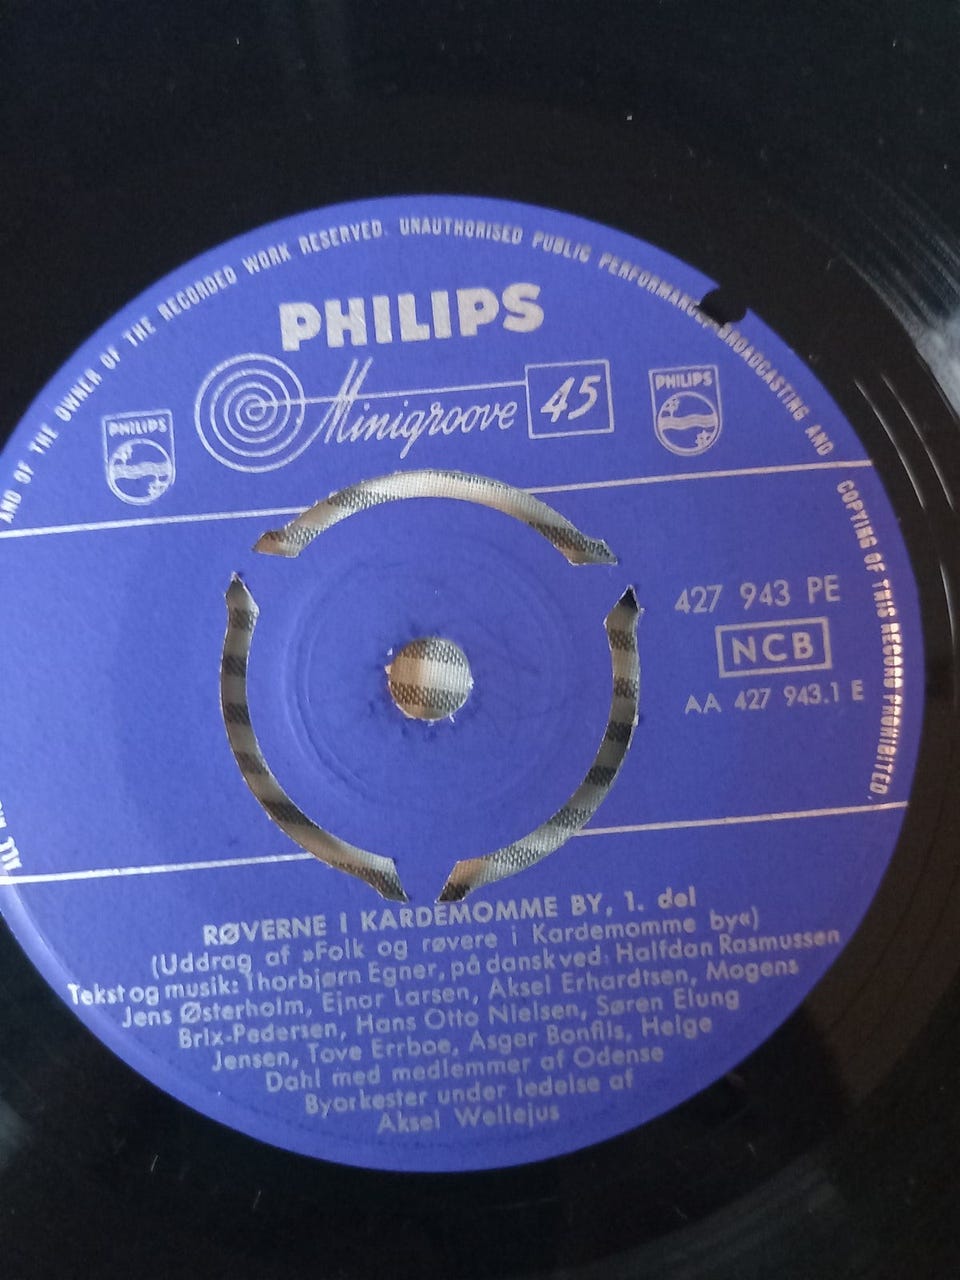 AND OF THE OWNER OF THE RECORDED WORK RESERVED. UNAUTHORISED PUBLIC PERFORMANCE, BROADCASTING AND COPYING OF THIS RECORD PROHIBITED.
PHILIPS
Minigroove 45
PHILIPS
PHILIPS
427 943 PE
NCB
AA 427 943.1 E
ALL
RØVERNE I KARDEMOMME BY, 1. del
(Uddrag af »Folk og røvere i Kardemomme by«)
Tekst og musik: Thorbjørn Egner, på dansk ved: Halfdan Rasmussen
Jens Østerholm, Ejnar Larsen, Aksel Erhardtsen, Mogens
Brix-Pedersen, Hans Otto Nielsen, Søren Elung
Jensen, Tove Erroboe, Asger Bonfils, Helge
Dahl med medlemmer af Odense
Byorkester under ledelse af
Aksel Wellejus